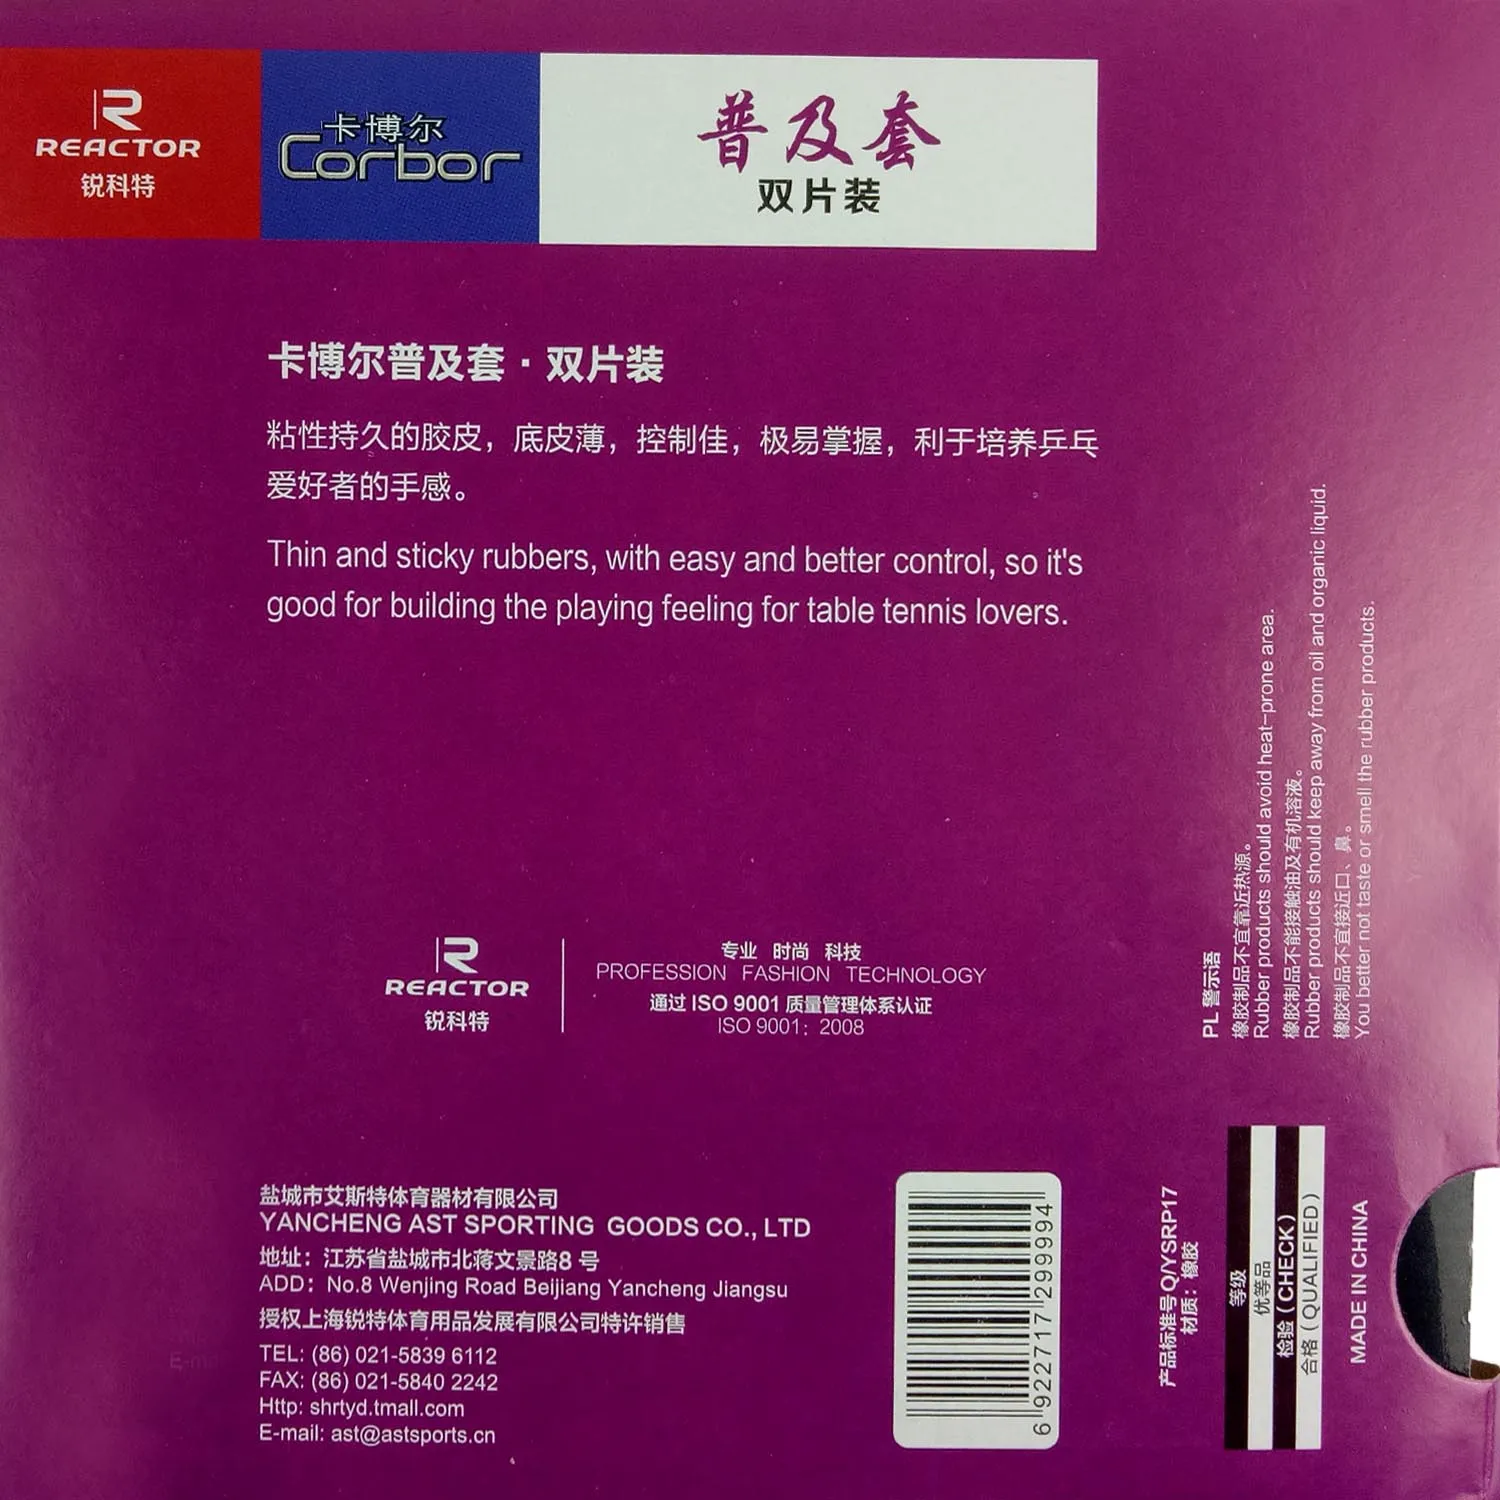 REACTOR
锐科特
卡博尔
Corbor
普及套
双片装
卡博尔普及套·双片装
粘性持久的胶皮，底皮薄，控制佳，极易掌握，利于培养乒乓
爱好者的手感。
Thin and sticky rubbers, with easy and better control, so it's
good for building the playing feeling for table tennis lovers.
REACTOR
锐科特
专业 时尚 科技
PROFESSION FASHION TECHNOLOGY
通过 ISO 9001 质量管理体系认证
ISO 9001: 2008
PL 警示语
橡胶制品不宜靠近热源。
Rubber products should avoid heat-prone area.
橡胶制品不能接触油及有机溶液。
Rubber products should keep away from oil and organic liquid.
橡胶制品不宜接近口、鼻。
You better not taste or smell the rubber products.
盐城市艾斯特体育器材有限公司
YANCHENG AST SPORTING GOODS CO., LTD
地址：江苏省盐城市北蒋文景路8 号
ADD：No.8 Wenjing Road Beijiang Yancheng Jiangsu
授权上海锐特体育用品发展有限公司特许销售
TEL: (86) 021-5839 6112
FAX: (86) 021-5840 2242
Http: shrtyd.tmall.com
E-mail: ast@astsports.cn
6 922717 299994
产品标准号Q/YSRP17
材质：橡胶
等级
优等品
检验 (CHECK)
合格 (QUALIFIED)
MADE IN CHINA